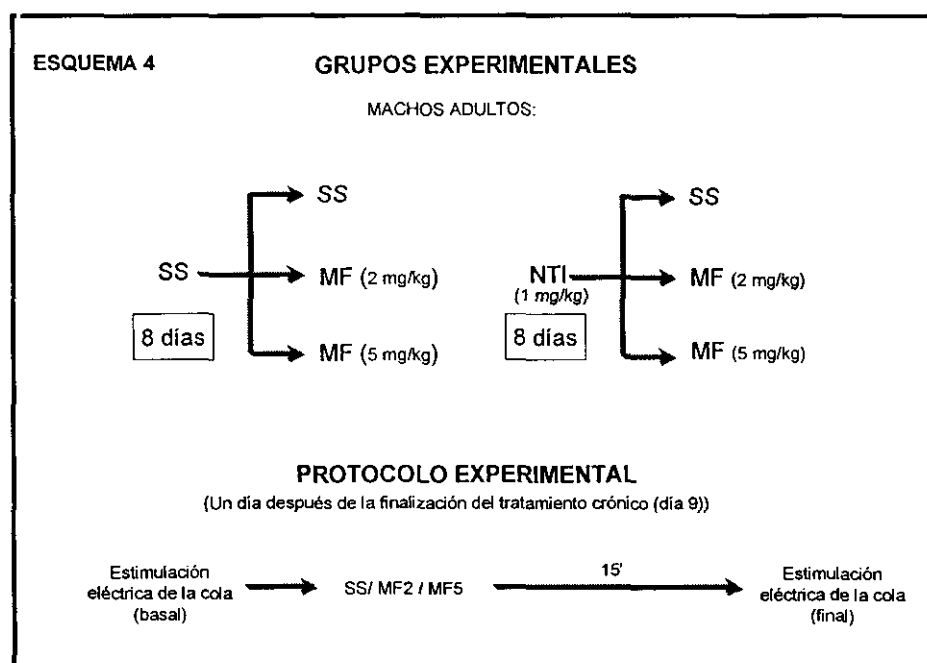 ESQUEMA 4
GRUPOS EXPERIMENTALES
MACHOS ADULTOS:
SS
SS
MF (2 mg/kg)
MF (5 mg/kg)
8 días
NTI
(1 mg/kg)
SS
MF (2 mg/kg)
MF (5 mg/kg)
8 días
PROTOCOLO EXPERIMENTAL
(Un día después de la finalización del tratamiento crónico (día 9))
Estimulación
eléctrica de la cola
(basal)
SS/ MF2 / MF5
15'
Estimulación
eléctrica de la cola
(final)